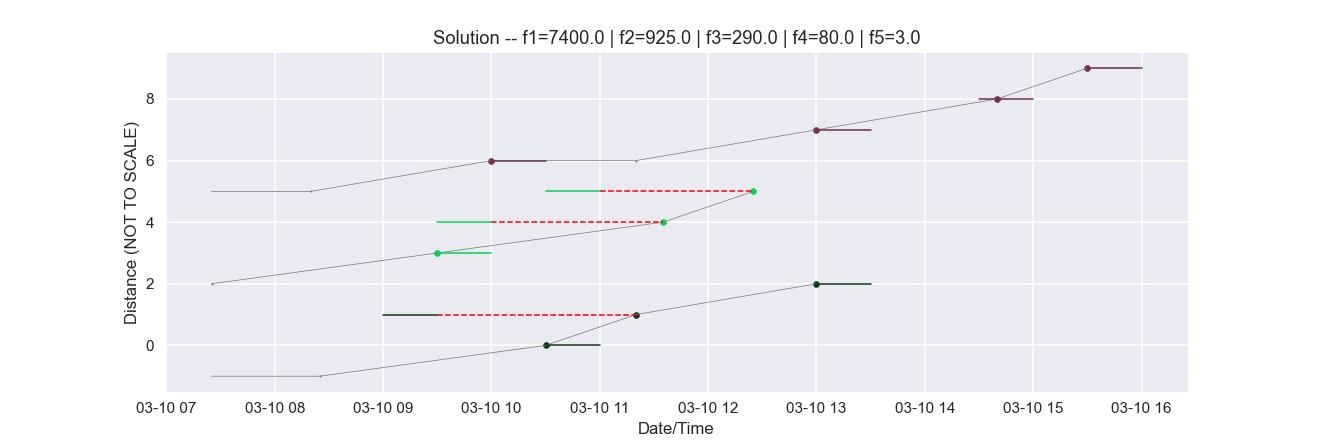 Solution -- f1=7400.0 | f2=925.0 | f3=290.0 | f4=80.0 | f5=3.0
Distance (NOT TO SCALE)
8
6
4
2
0
03-10 07 03-10 08 03-10 09 03-10 10 03-10 11 03-10 12 03-10 13 03-10 14 03-10 15 03-10 16
Date/Time